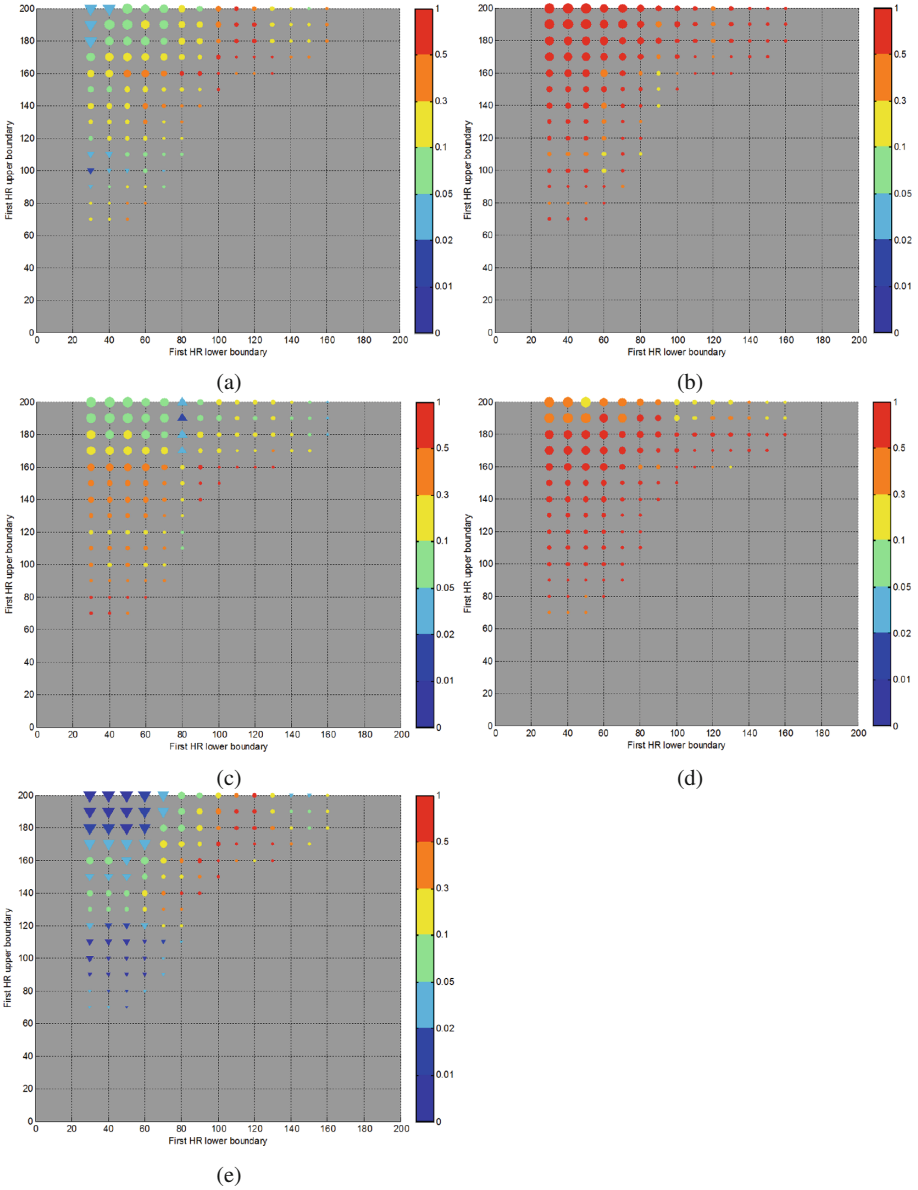 200 180 160 140 120 100 80 60 40 20 0
First HR upper boundary
0 20 40 60 80 100 120 140 160 180 200
First HR lower boundary
1 0.5 0.3 0.1 0.05 0.02 0.01 0
(a)
200 180 160 140 120 100 80 60 40 20 0
First HR upper boundary
0 20 40 60 80 100 120 140 160 180 200
First HR lower boundary
1 0.5 0.3 0.1 0.05 0.02 0.01 0
(b)
200 180 160 140 120 100 80 60 40 20 0
First HR upper boundary
0 20 40 60 80 100 120 140 160 180 200
First HR lower boundary
1 0.5 0.3 0.1 0.05 0.02 0.01 0
(c)
200 180 160 140 120 100 80 60 40 20 0
First HR upper boundary
0 20 40 60 80 100 120 140 160 180 200
First HR lower boundary
1 0.5 0.3 0.1 0.05 0.02 0.01 0
(d)
200 180 160 140 120 100 80 60 40 20 0
First HR upper boundary
0 20 40 60 80 100 120 140 160 180 200
First HR lower boundary
1 0.5 0.3 0.1 0.05 0.02 0.01 0
(e)